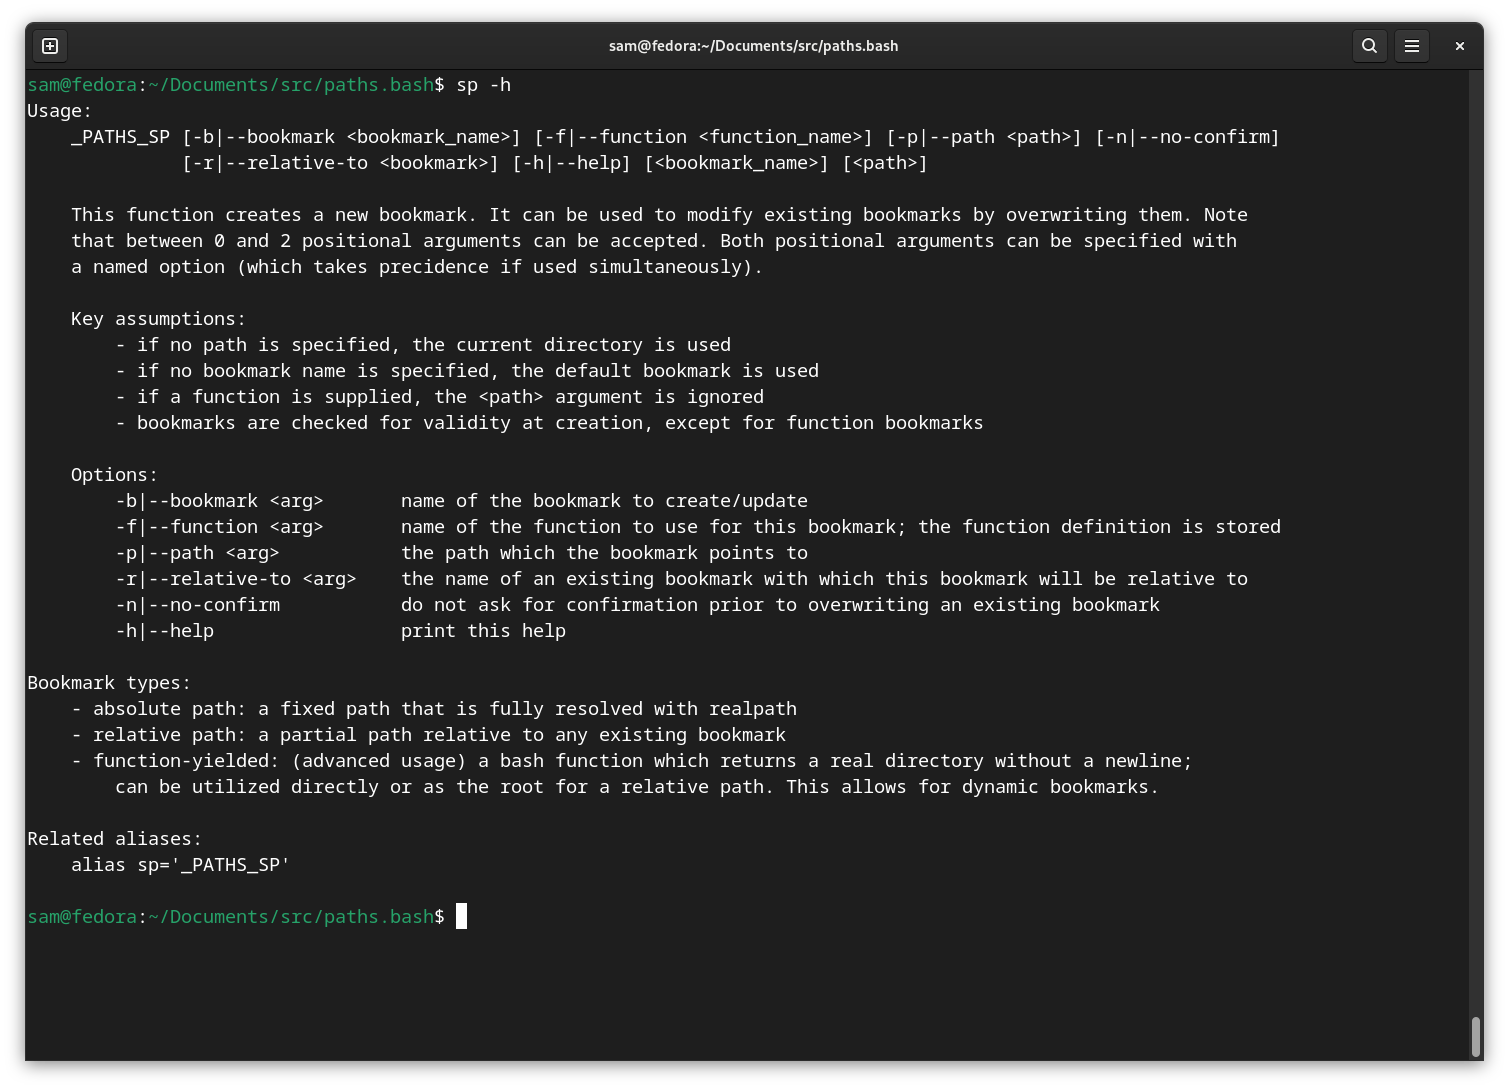 sam@fedora:~/Documents/src/paths.bash
sam@fedora:~/Documents/src/paths.bash$ sp -h
Usage:
    _PATHS_SP [-b|--bookmark <bookmark_name>] [-f|--function <function_name>] [-p|--path <path>] [-n|--no-confirm]
              [-r|--relative-to <bookmark>] [-h|--help] [<bookmark_name>] [<path>]

    This function creates a new bookmark. It can be used to modify existing bookmarks by overwriting them. Note
    that between 0 and 2 positional arguments can be accepted. Both positional arguments can be specified with
    a named option (which takes precidence if used simultaneously).

    Key assumptions:
        - if no path is specified, the current directory is used
        - if no bookmark name is specified, the default bookmark is used
        - if a function is supplied, the <path> argument is ignored
        - bookmarks are checked for validity at creation, except for function bookmarks

    Options:
        -b|--bookmark <arg>       name of the bookmark to create/update
        -f|--function <arg>       name of the function to use for this bookmark; the function definition is stored
        -p|--path <arg>           the path which the bookmark points to
        -r|--relative-to <arg>    the name of an existing bookmark with which this bookmark will be relative to
        -n|--no-confirm           do not ask for confirmation prior to overwriting an existing bookmark
        -h|--help                 print this help

Bookmark types:
    - absolute path: a fixed path that is fully resolved with realpath
    - relative path: a partial path relative to any existing bookmark
    - function-yielded: (advanced usage) a bash function which returns a real directory without a newline;
        can be utilized directly or as the root for a relative path. This allows for dynamic bookmarks.

Related aliases:
    alias sp='_PATHS_SP'

sam@fedora:~/Documents/src/paths.bash$